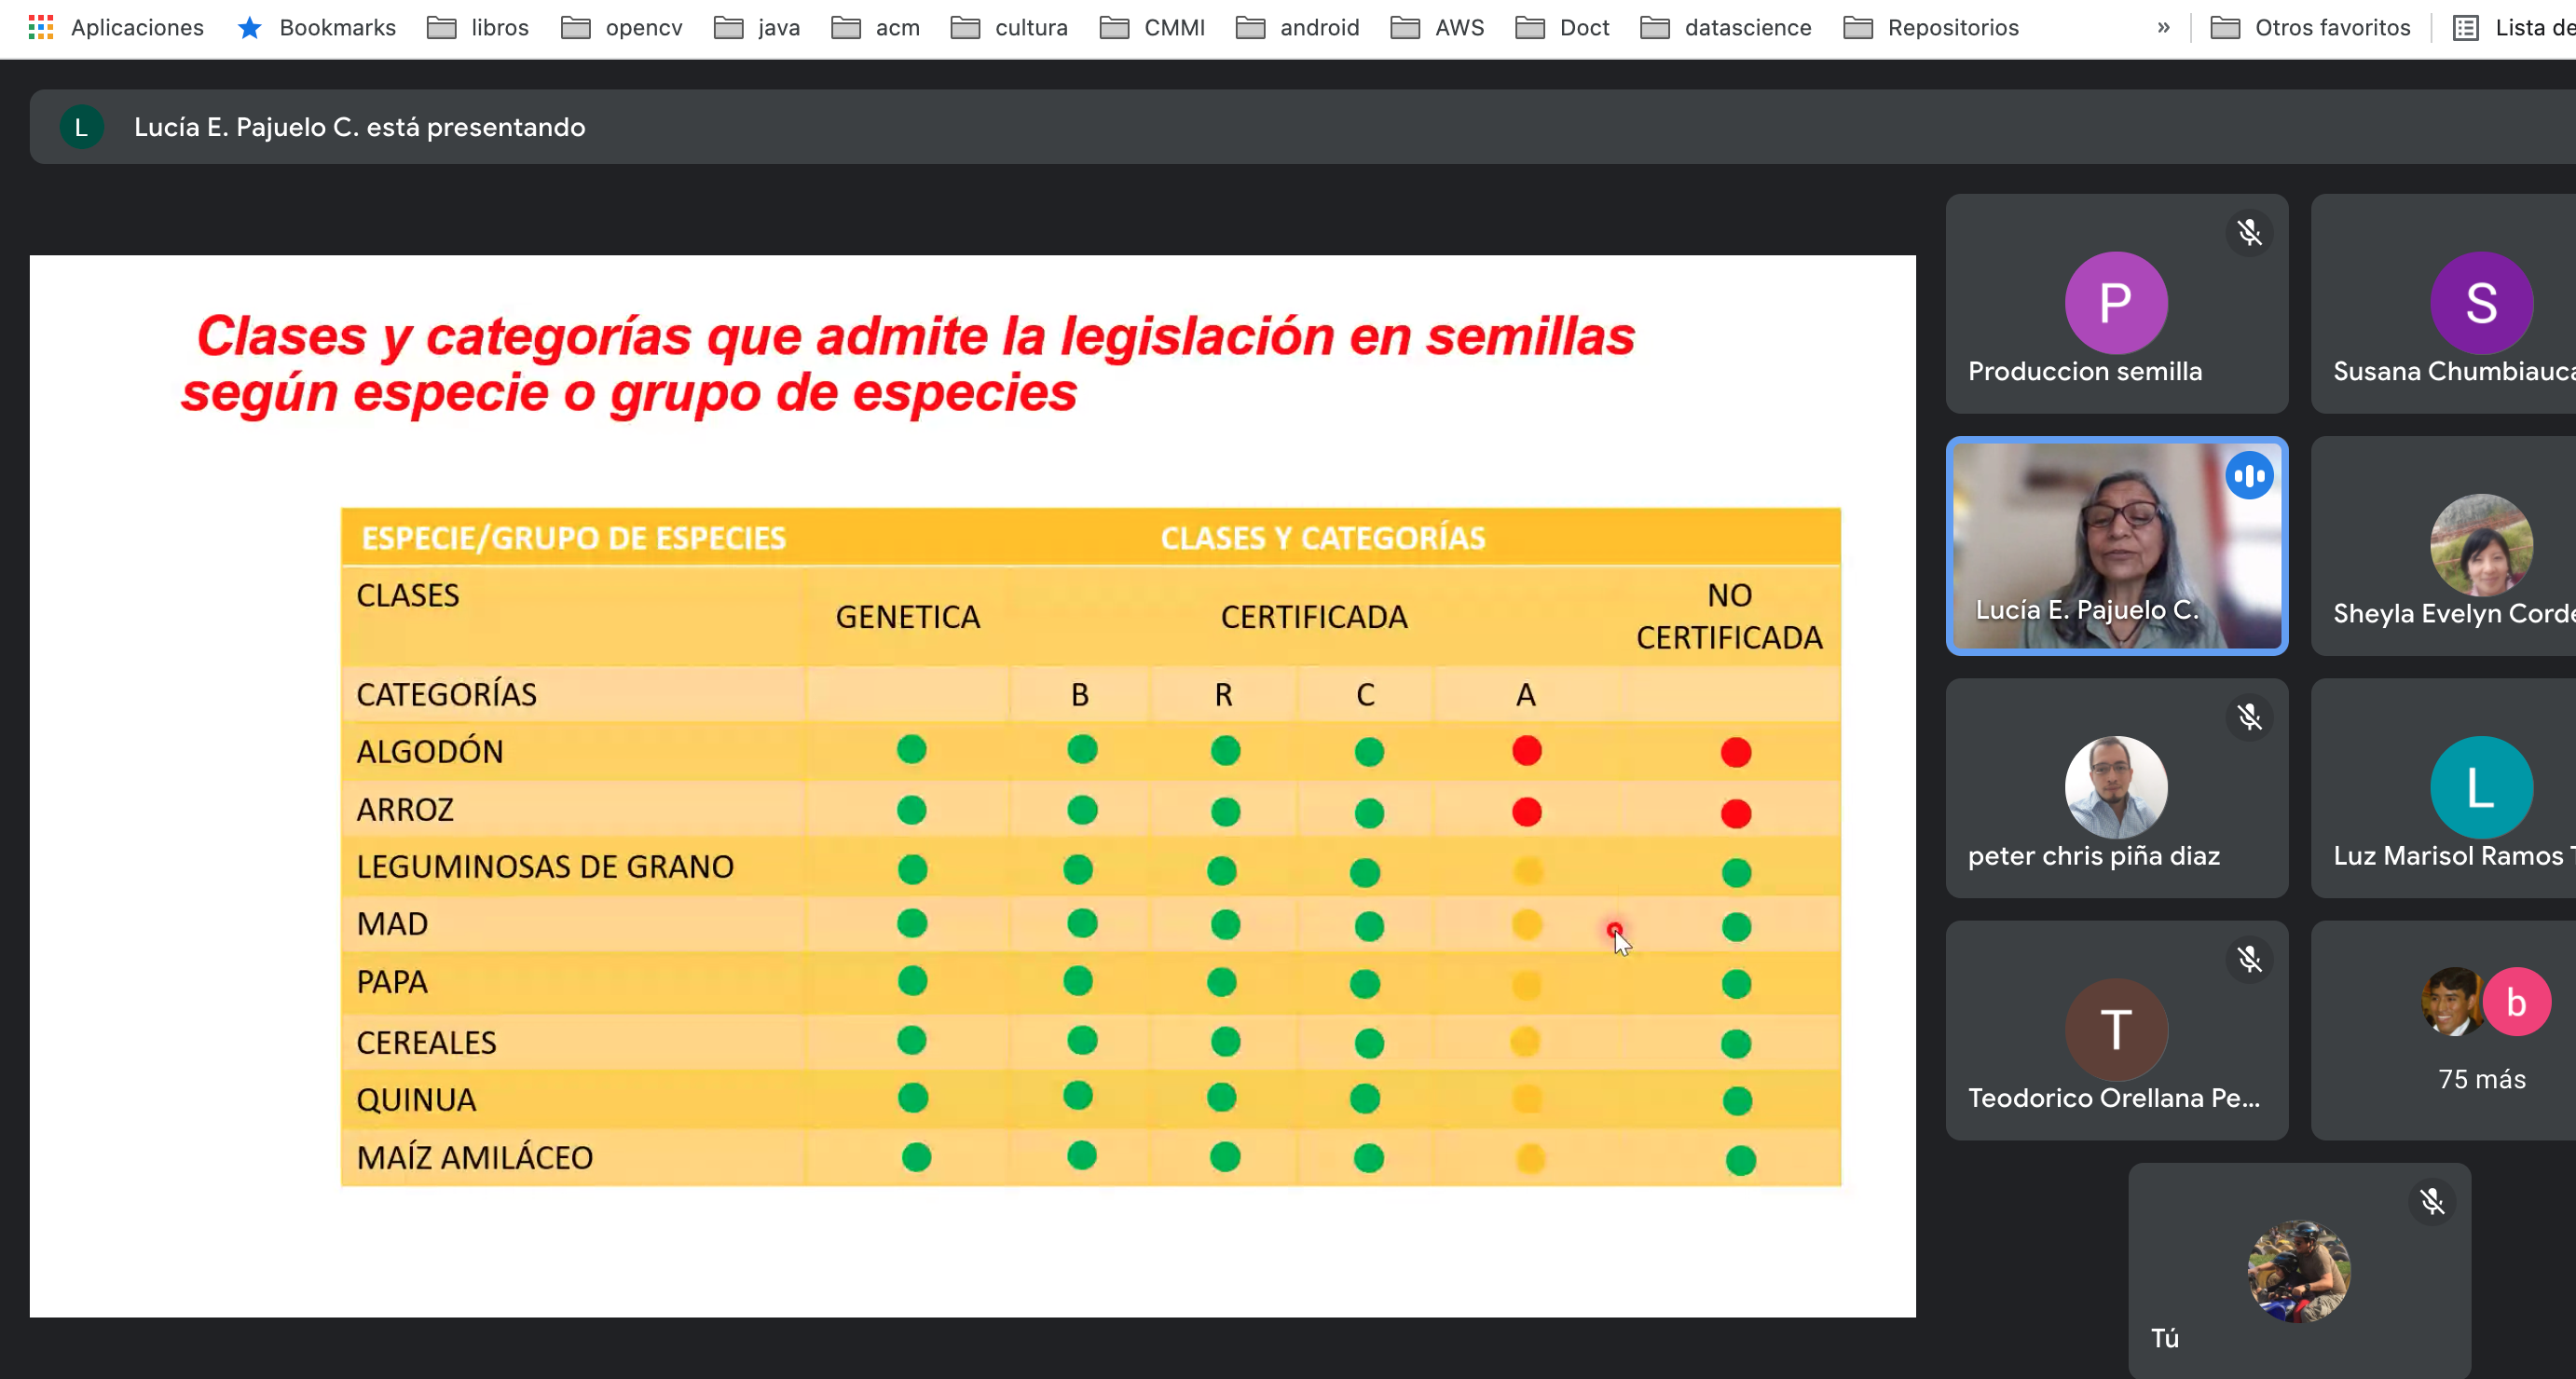 Aplicaciones Bookmarks libros opencv java acm cultura CMMI android AWS Doct datascience Repositorios » Otros favoritos Lista de
L Lucía E. Pajuelo C. está presentando
Clases y categorías que admite la legislación en semillas
según especie o grupo de especies
ESPECIE/GRUPO DE ESPECIES CLASES Y CATEGORÍAS
CLASES GENETICA CERTIFICADA NO CERTIFICADA
CATEGORÍAS B R C A
ALGODÓN
ARROZ
LEGUMINOSAS DE GRANO
MAD
PAPA
CEREALES
QUINUA
MAÍZ AMILÁCEO
P
Produccion semilla
S
Susana Chumbiauca
Lucía E. Pajuelo C.
Sheyla Evelyn Corde
peter chris piña diaz
L
Luz Marisol Ramos T
T
Teodorico Orellana Pe...
b
75 más
Tú